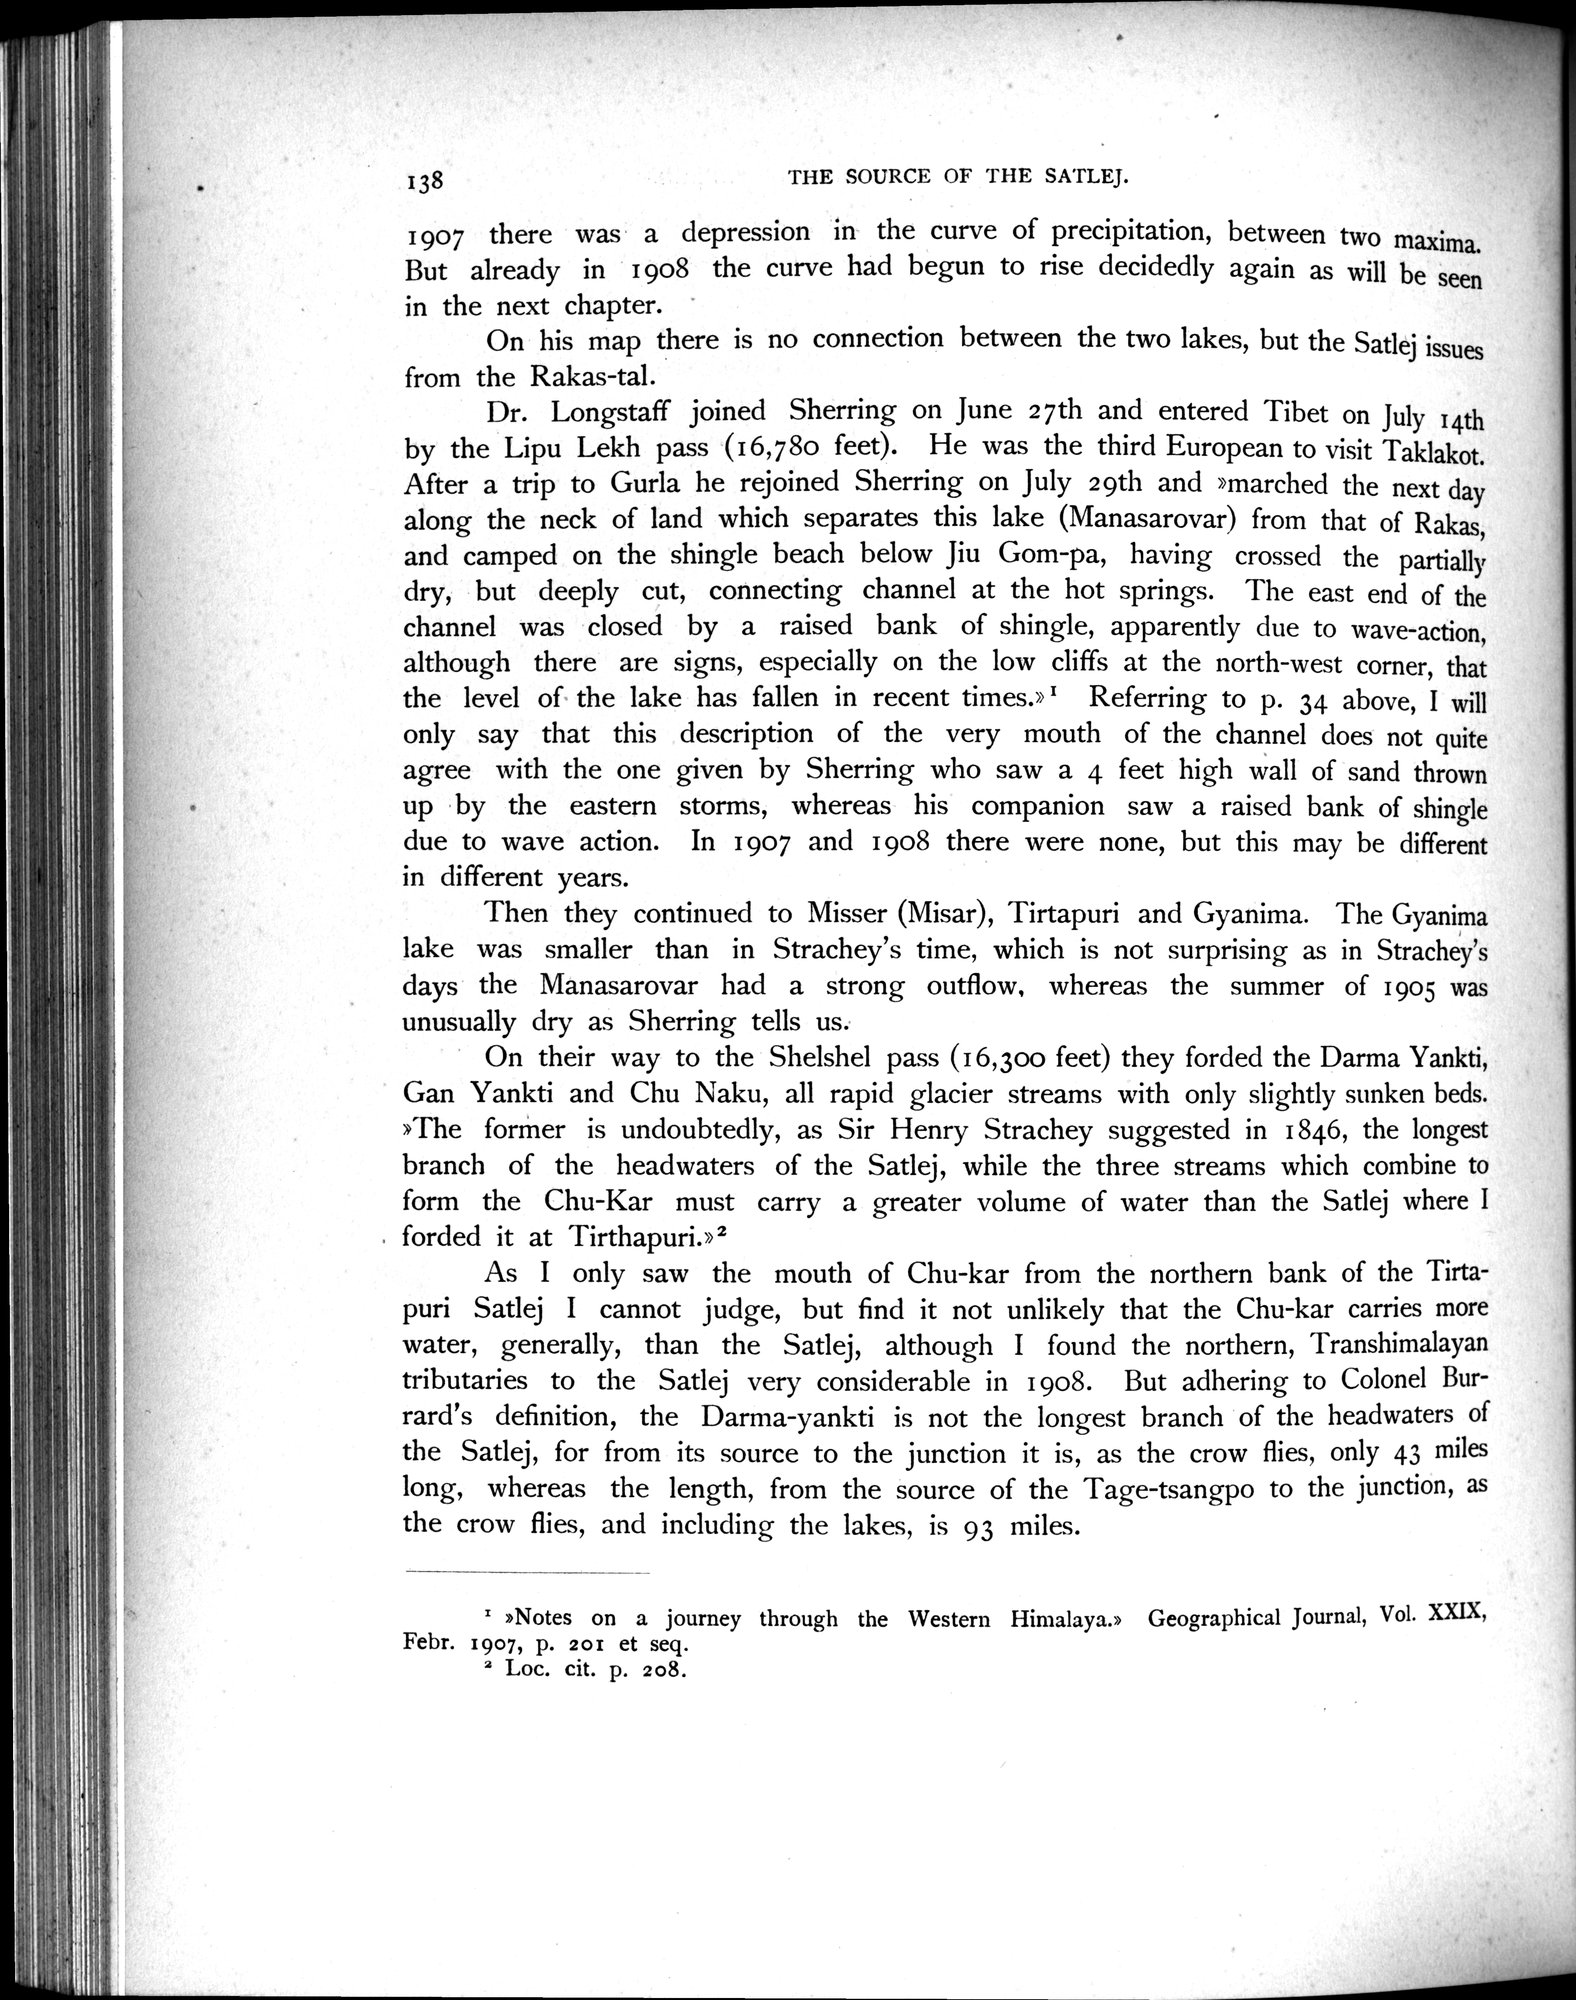 138 THE SOURCE OF THE SATLEJ.
1907 there was a depression in the curve of precipitation, between two maxima.
But already in 1908 the curve had begun to rise decidedly again as will be seen
in the next chapter.
On his map there is no connection between the two lakes, but the Satlej issues
from the Rakas-tal.
Dr. Longstaff joined Sherring on June 27th and entered Tibet on July 14th
by the Lipu Lekh pass (16,780 feet). He was the third European to visit Taklakot.
After a trip to Gurla he rejoined Sherring on July 29th and »marched the next day
along the neck of land which separates this lake (Manasarovar) from that of Rakas,
and camped on the shingle beach below Jiu Gom-pa, having crossed the partially
dry, but deeply cut, connecting channel at the hot springs. The east end of the
channel was closed by a raised bank of shingle, apparently due to wave-action,
although there are signs, especially on the low cliffs at the north-west corner, that
the level of the lake has fallen in recent times.»¹ Referring to p. 34 above, I will
only say that this description of the very mouth of the channel does not quite
agree with the one given by Sherring who saw a 4 feet high wall of sand thrown
up by the eastern storms, whereas his companion saw a raised bank of shingle
due to wave action. In 1907 and 1908 there were none, but this may be different
in different years.
Then they continued to Misser (Misar), Tirtapuri and Gyanima. The Gyanima
lake was smaller than in Strachey's time, which is not surprising as in Strachey's
days the Manasarovar had a strong outflow, whereas the summer of 1905 was
unusually dry as Sherring tells us.
On their way to the Shelshel pass (16,300 feet) they forded the Darma Yankti,
Gan Yankti and Chu Naku, all rapid glacier streams with only slightly sunken beds.
»The former is undoubtedly, as Sir Henry Strachey suggested in 1846, the longest
branch of the headwaters of the Satlej, while the three streams which combine to
form the Chu-Kar must carry a greater volume of water than the Satlej where I
forded it at Tirthapuri.»²
As I only saw the mouth of Chu-kar from the northern bank of the Tirta-
puri Satlej I cannot judge, but find it not unlikely that the Chu-kar carries more
water, generally, than the Satlej, although I found the northern, Transhimalayan
tributaries to the Satlej very considerable in 1908. But adhering to Colonel Bur-
rard's definition, the Darma-yankti is not the longest branch of the headwaters of
the Satlej, for from its source to the junction it is, as the crow flies, only 43 miles
long, whereas the length, from the source of the Tage-tsangpo to the junction, as
the crow flies, and including the lakes, is 93 miles.
¹ »Notes on a journey through the Western Himalaya.» Geographical Journal, Vol. XXIX,
Febr. 1907, p. 201 et seq.
² Loc. cit. p. 208.